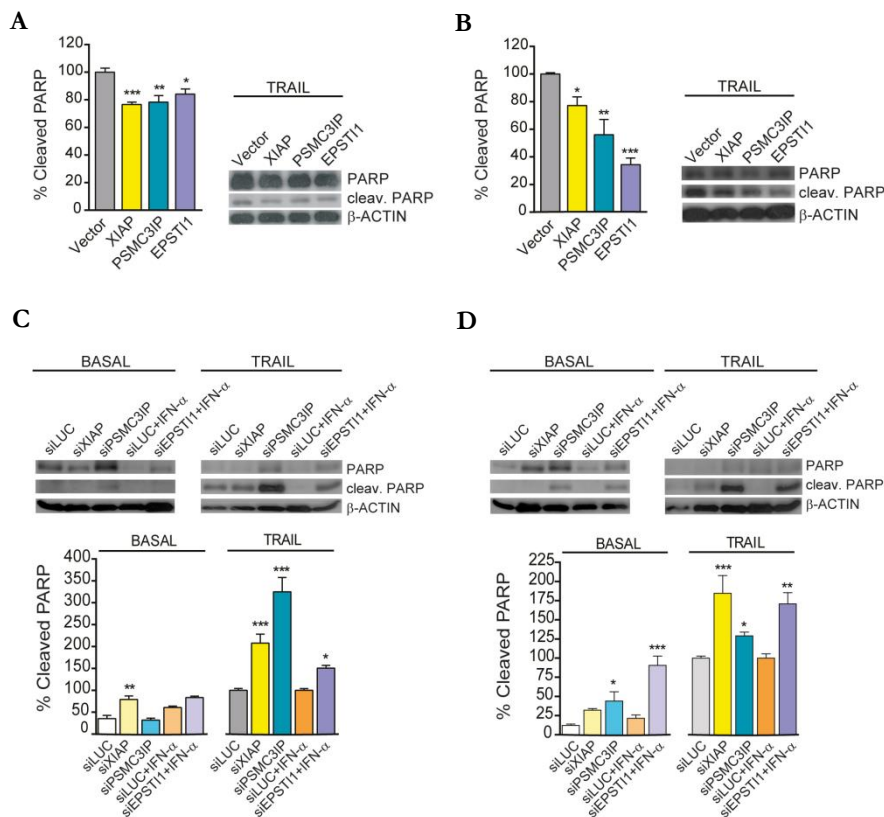 A
% Cleaved PARP
120
100
80
60
40
20
0
***
**
*
Vector
XIAP
PSMC3IP
EPSTI1
TRAIL
Vector
XIAP
PSMC3IP
EPSTI1
PARP
cleav. PARP
β-ACTIN
B
% Cleaved PARP
120
100
80
60
40
20
0
*
**
***
Vector
XIAP
PSMC3IP
EPSTI1
TRAIL
Vector
XIAP
PSMC3IP
EPSTI1
PARP
cleav. PARP
β-ACTIN
C
BASAL
TRAIL
siLUC
siXIAP
siPSMC3IP
siLUC+IFN-α
siEPSTI1+IFN-α
siLUC
siXIAP
siPSMC3IP
siLUC+IFN-α
siEPSTI1+IFN-α
PARP
cleav. PARP
β-ACTIN
BASAL
TRAIL
% Cleaved PARP
400
350
300
250
200
150
100
50
0
**
***
***
*
siLUC
siXIAP
siPSMC3IP
siLUC+IFN-α
siEPSTI1+IFN-α
siLUC
siXIAP
siPSMC3IP
siLUC+IFN-α
siEPSTI1+IFN-α
D
BASAL
TRAIL
siLUC
siXIAP
siPSMC3IP
siLUC+IFN-α
siEPSTI1+IFN-α
siLUC
siXIAP
siPSMC3IP
siLUC+IFN-α
siEPSTI1+IFN-α
PARP
cleav. PARP
β-ACTIN
BASAL
TRAIL
% Cleaved PARP
225
200
175
150
125
100
75
50
25
0
*
***
***
*
**
siLUC
siXIAP
siPSMC3IP
siLUC+IFN-α
siEPSTI1+IFN-α
siLUC
siXIAP
siPSMC3IP
siLUC+IFN-α
siEPSTI1+IFN-α